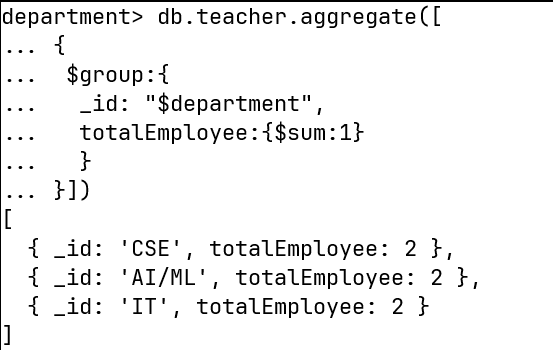 department> db.teacher.aggregate([
... {
...  $group:{
...   _id: "$department",
...   totalEmployee:{$sum:1}
...   }
... }])
[
  { _id: 'CSE', totalEmployee: 2 },
  { _id: 'AI/ML', totalEmployee: 2 },
  { _id: 'IT', totalEmployee: 2 }
]